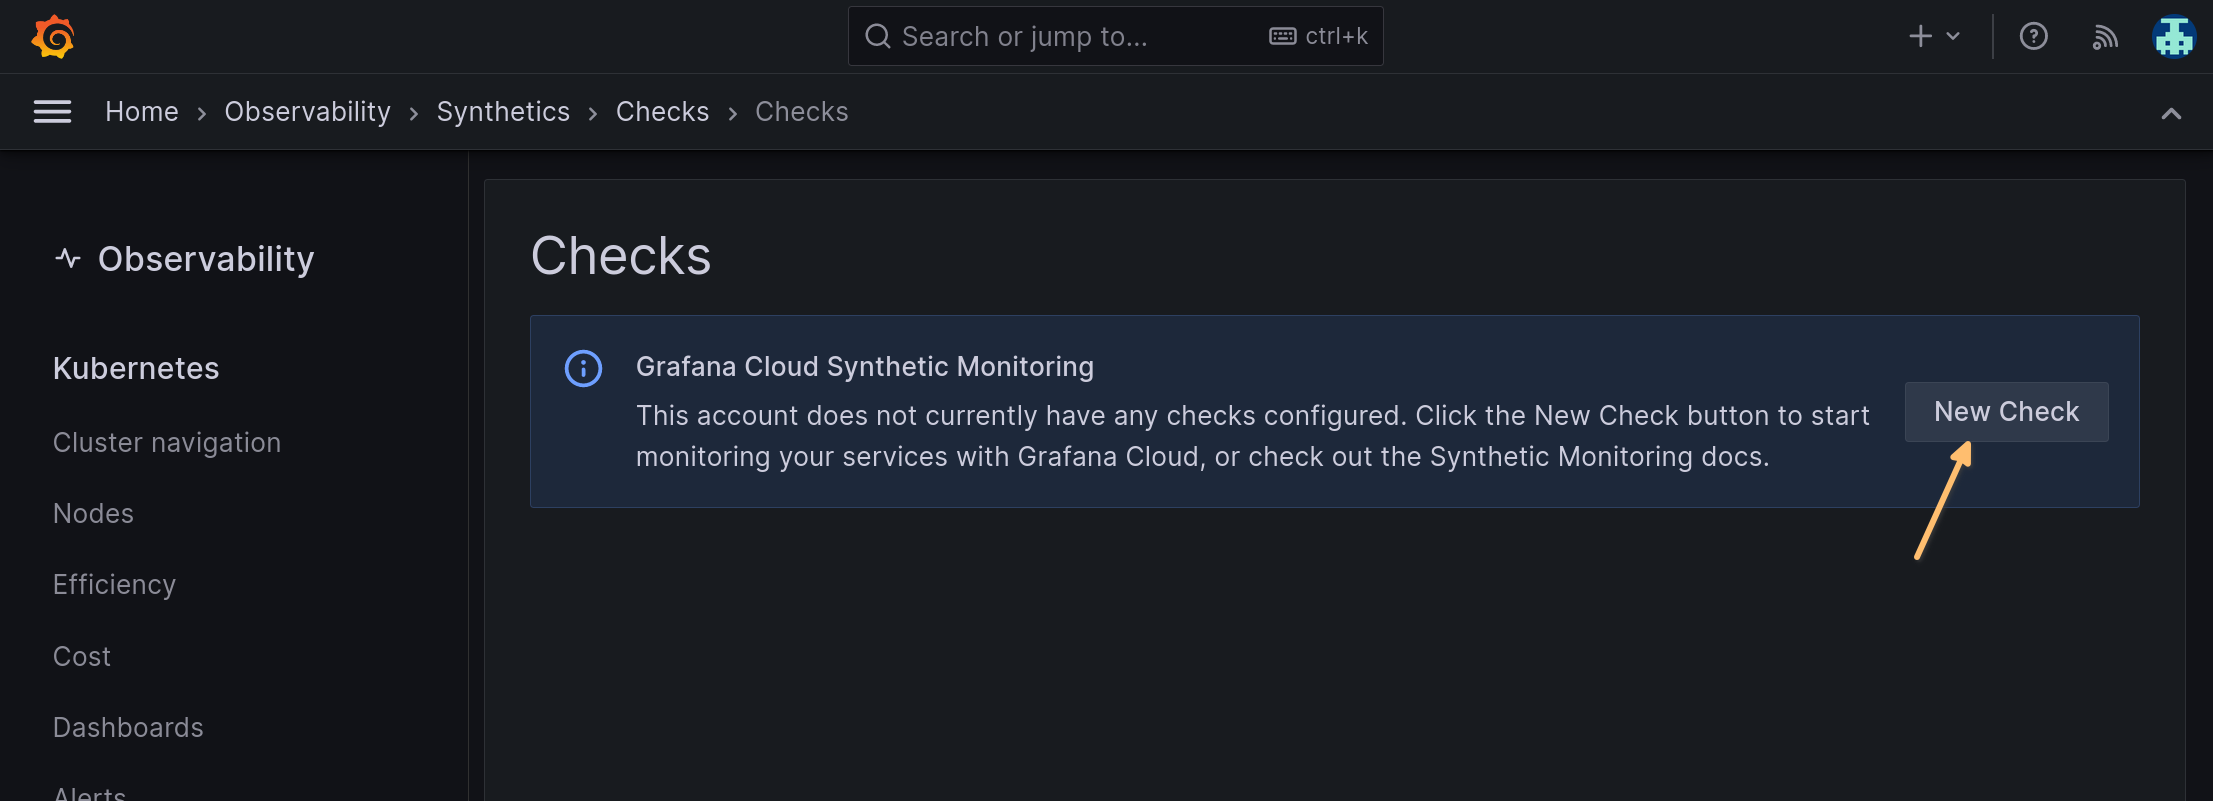 Search or jump to...
ctrl+k
Home > Observability > Synthetics > Checks > Checks
Observability
Kubernetes
Cluster navigation
Nodes
Efficiency
Cost
Dashboards
Alerts
Checks
Grafana Cloud Synthetic Monitoring
This account does not currently have any checks configured. Click the New Check button to start
monitoring your services with Grafana Cloud, or check out the Synthetic Monitoring docs.
New Check